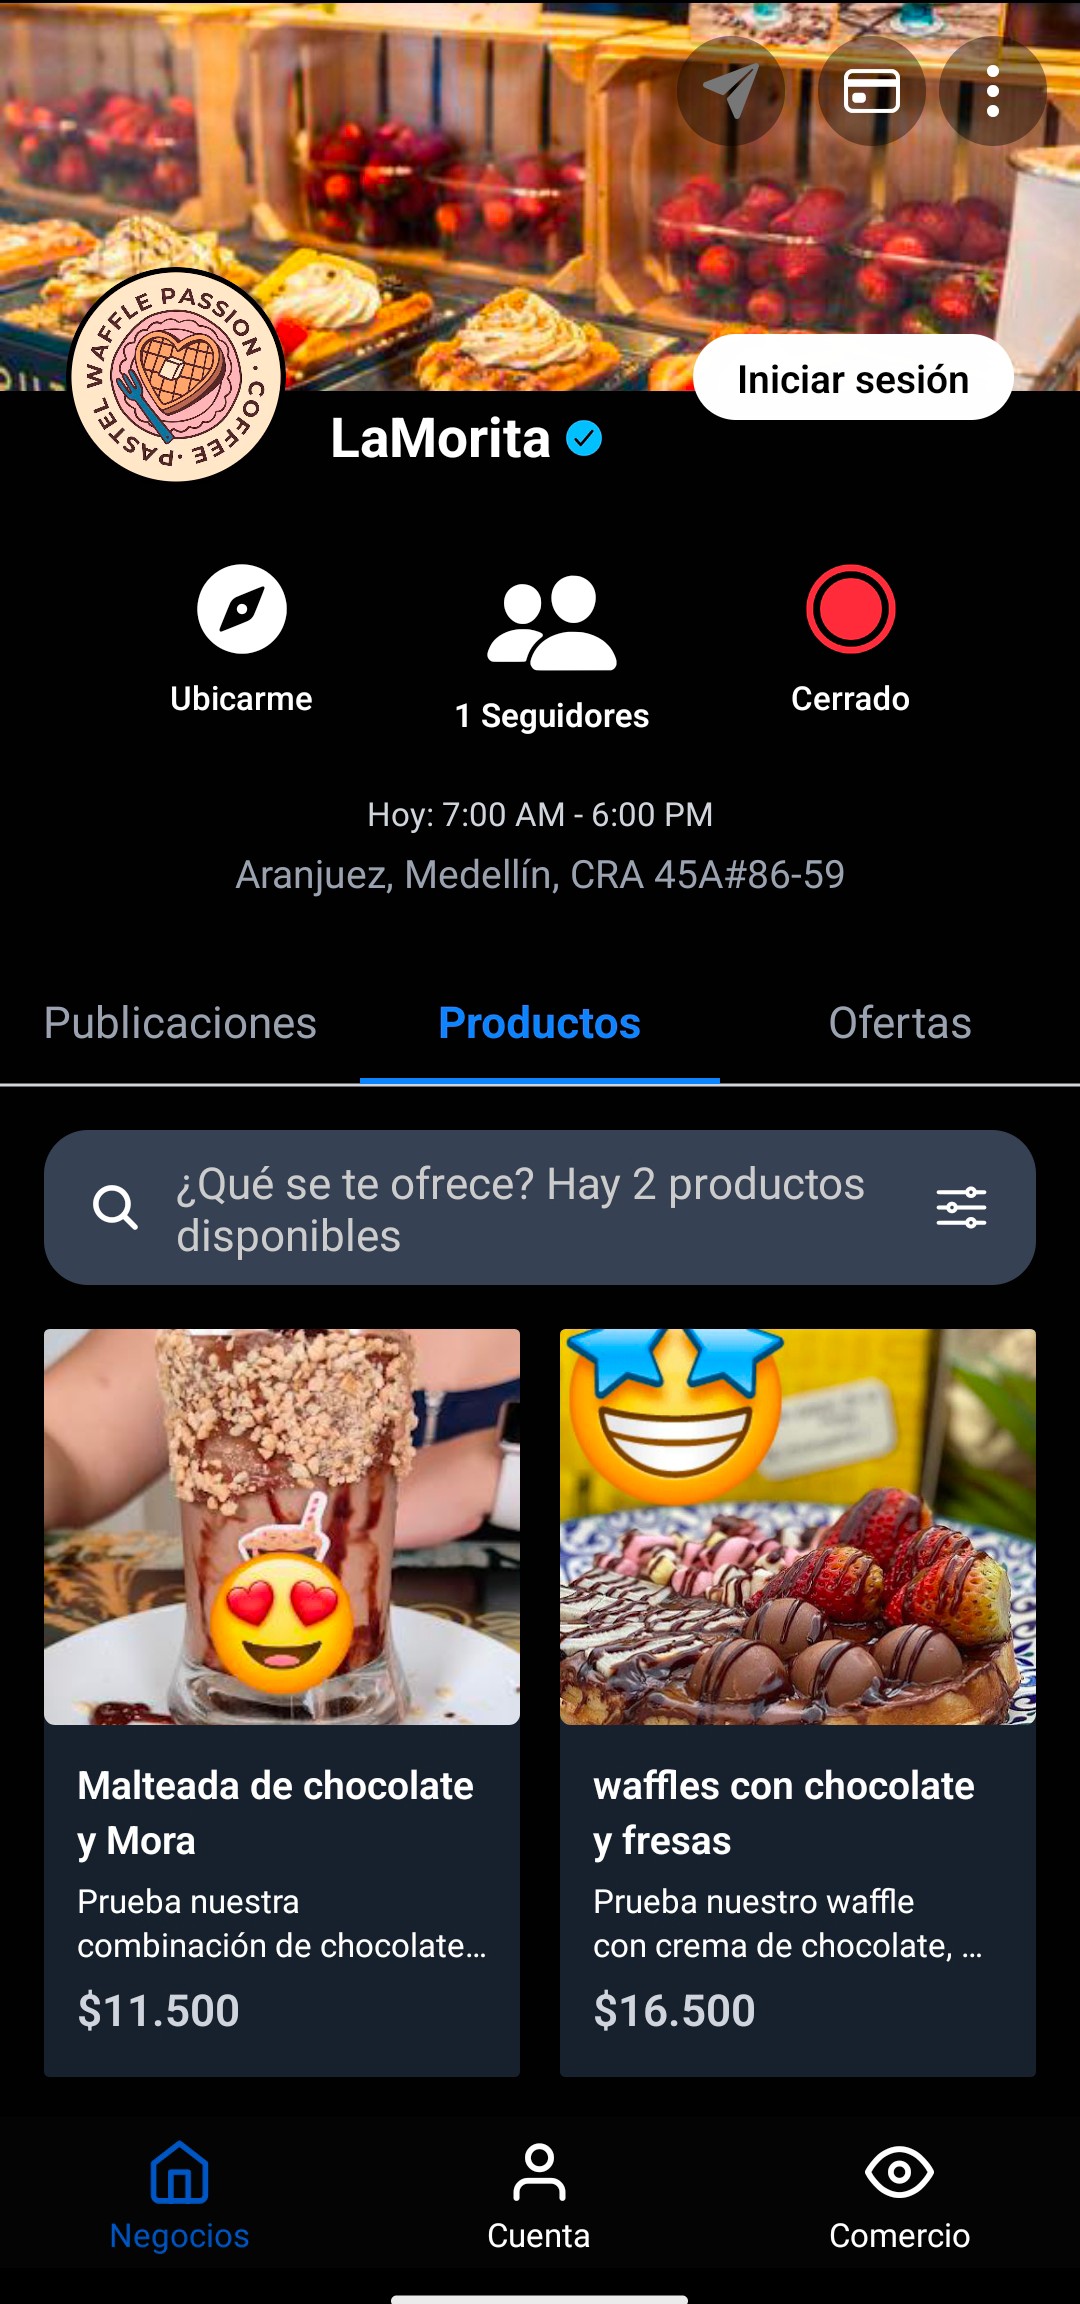 WAFFLE PASSION · COFFEE · PASTEL
Iniciar sesión
LaMorita
Ubicarme
1 Seguidores
Cerrado
Hoy: 7:00 AM - 6:00 PM
Aranjuez, Medellín, CRA 45A#86-59
Publicaciones
Productos
Ofertas
¿Qué se te ofrece? Hay 2 productos
disponibles
Malteada de chocolate
y Mora
Prueba nuestra
combinación de chocolate...
$11.500
waffles con chocolate
y fresas
Prueba nuestro waffle
con crema de chocolate, ...
$16.500
Negocios
Cuenta
Comercio